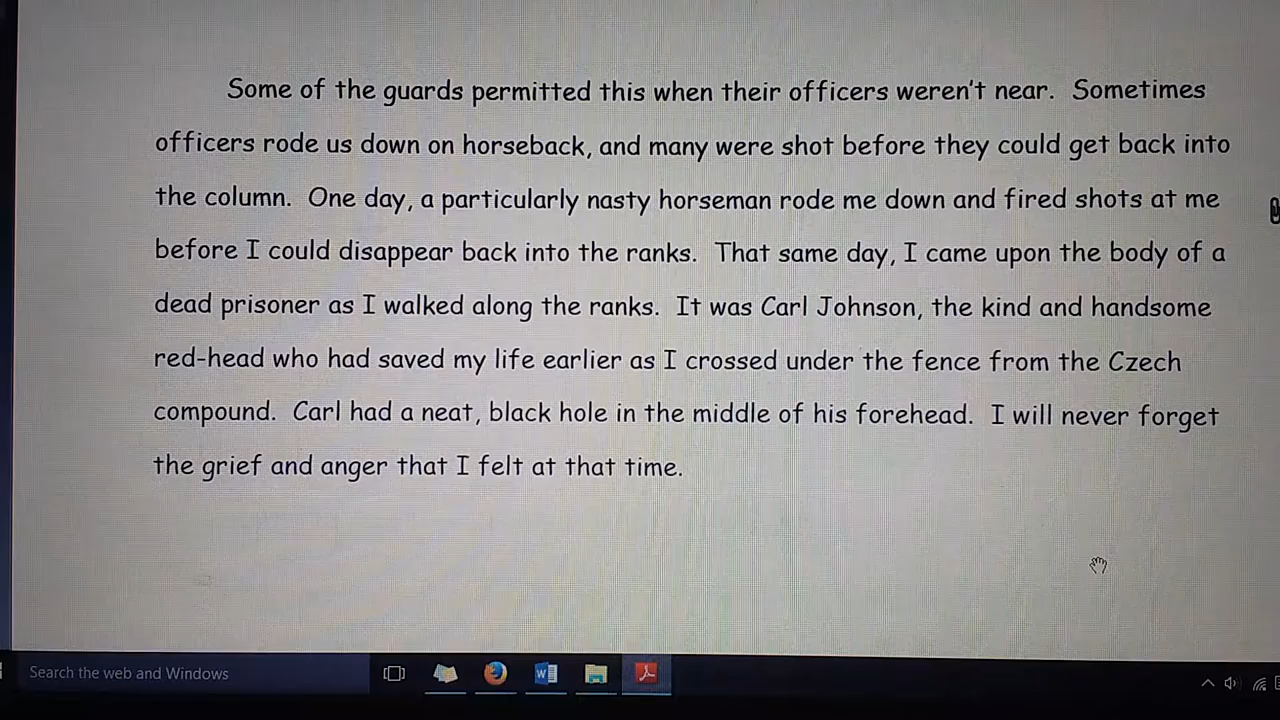 Some of the guards permitted this when their officers weren't near. Sometimes
officers rode us down on horseback, and many were shot before they could get back into
the column. One day, a particularly nasty horseman rode me down and fired shots at me
before I could disappear back into the ranks. That same day, I came upon the body of a
dead prisoner as I walked along the ranks. It was Carl Johnson, the kind and handsome
red-head who had saved my life earlier as I crossed under the fence from the Czech
compound. Carl had a neat, black hole in the middle of his forehead. I will never forget
the grief and anger that I felt at that time.
Search the web and Windows
W